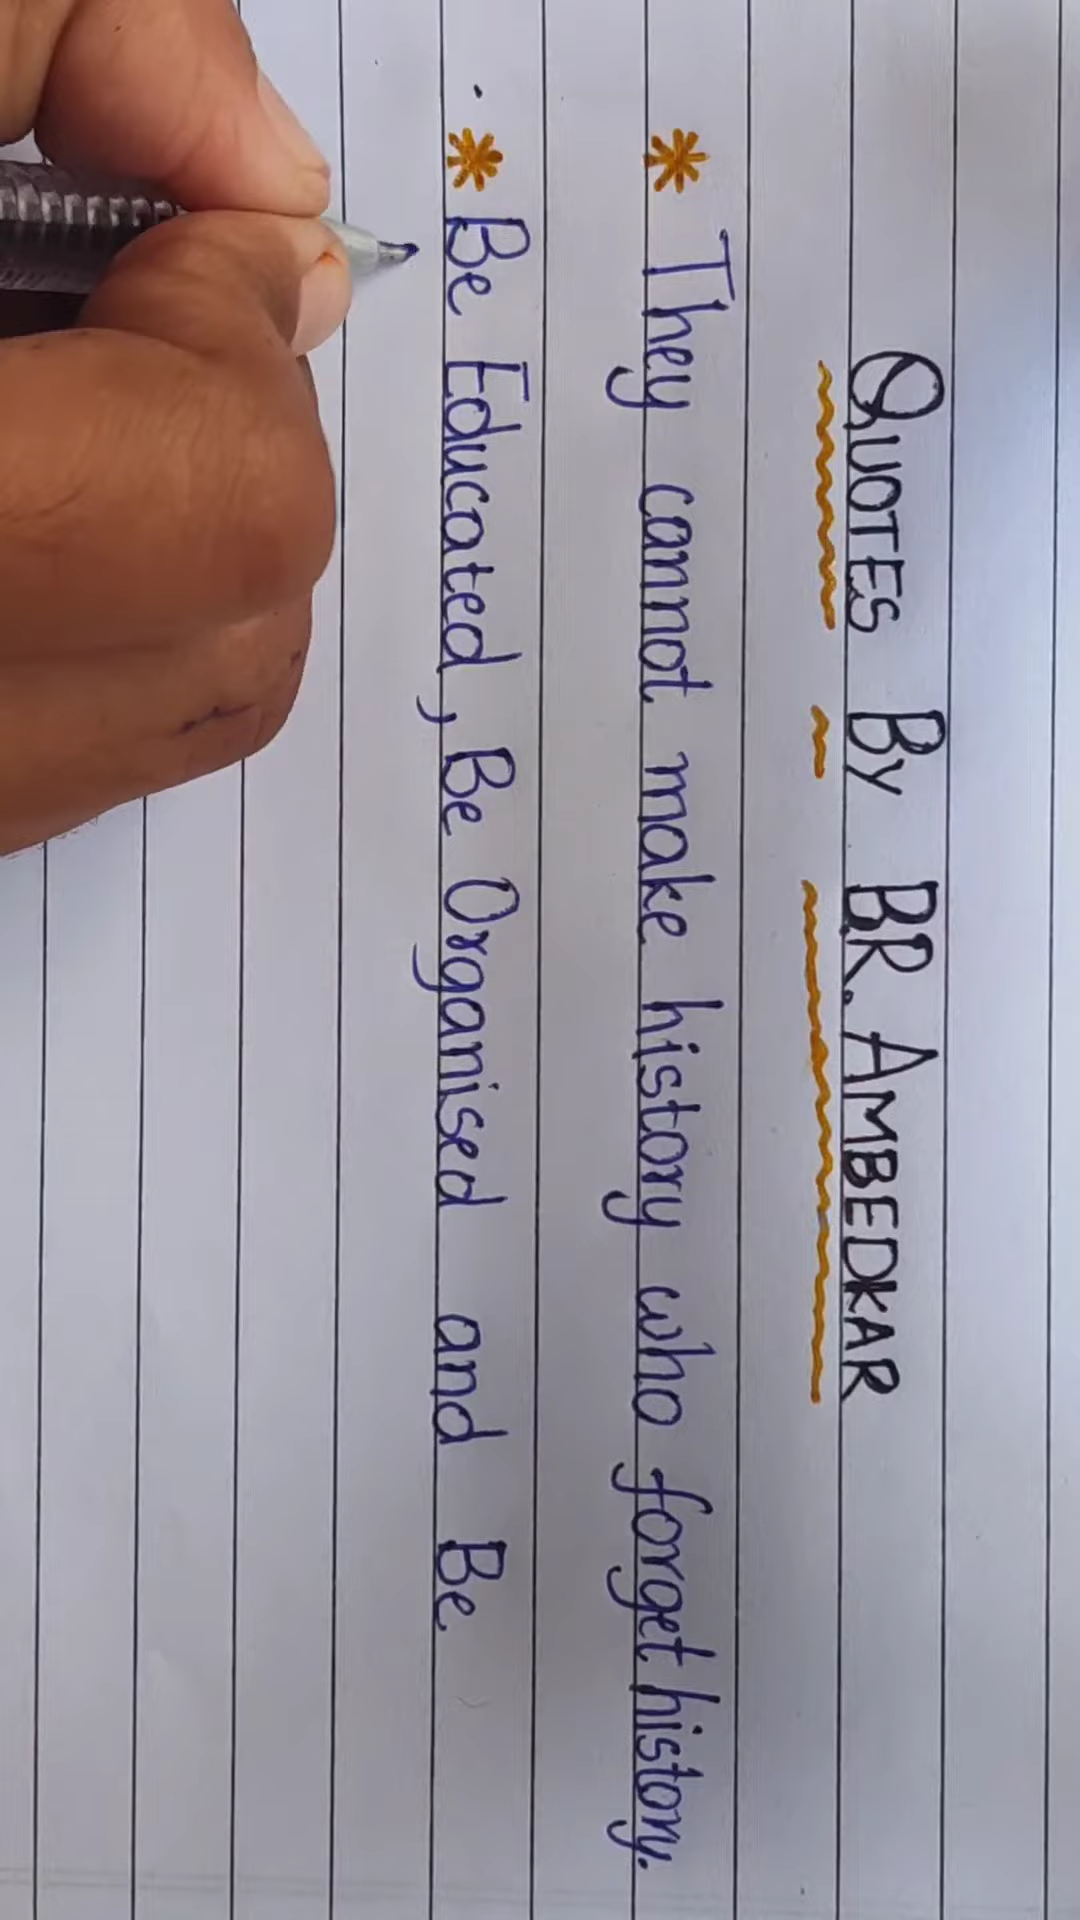 QUOTES BY BR. AMBEDKAR
* They cannot make history who forget history.
* Be Educated, Be Organised and Be